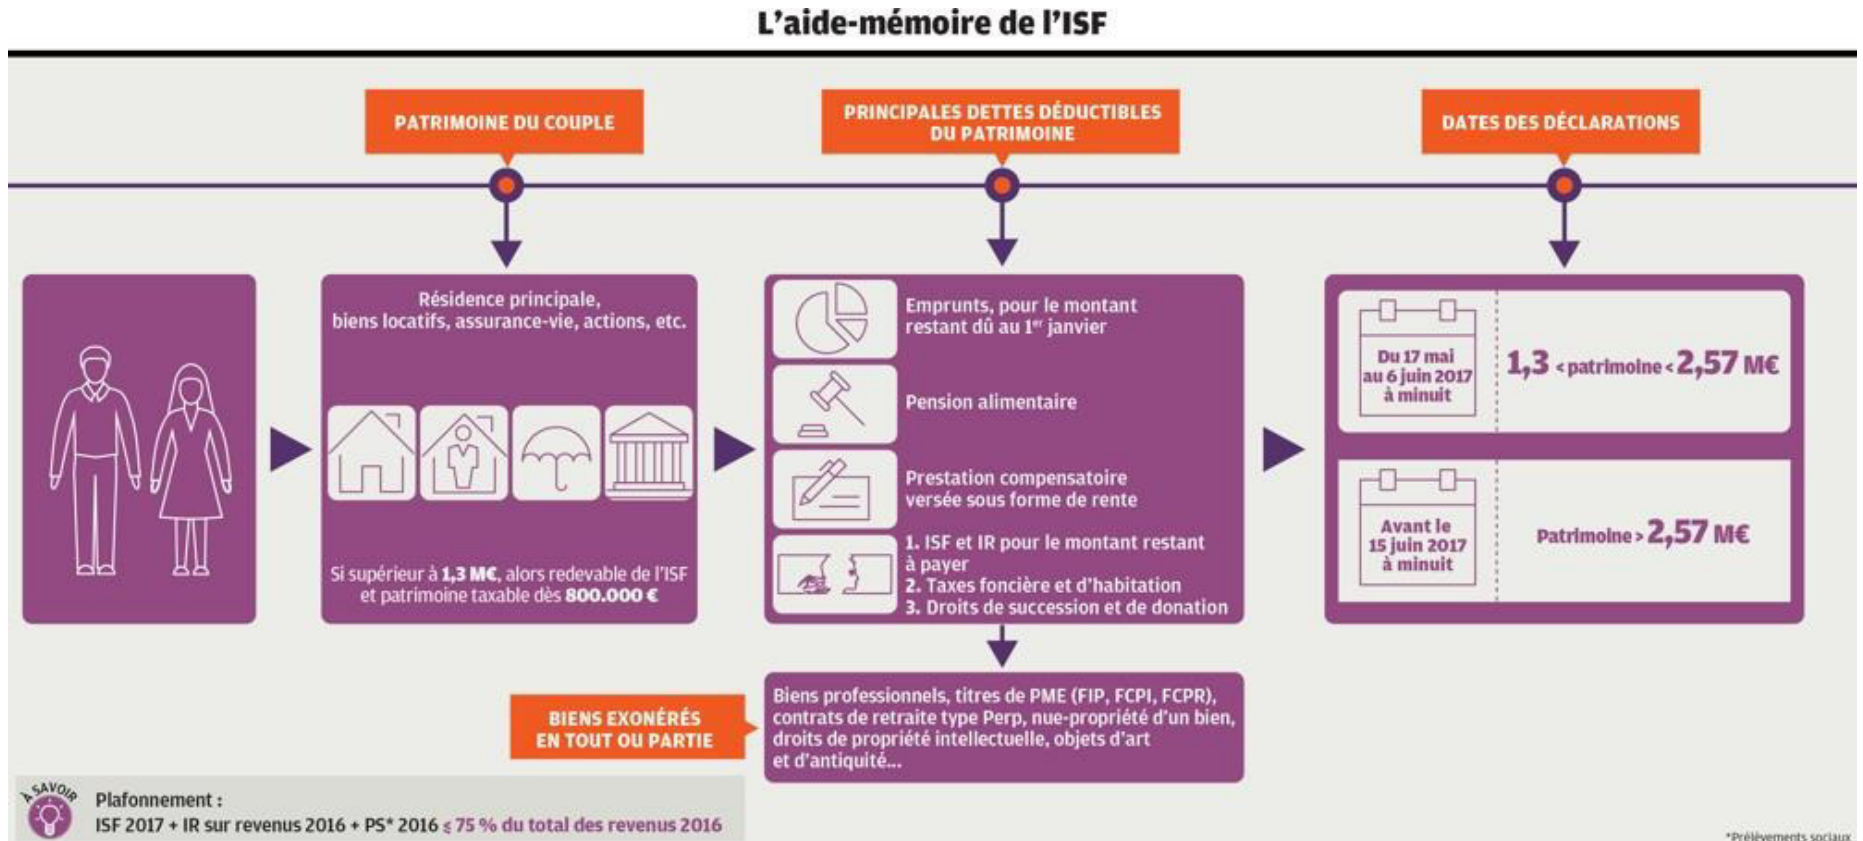 L'aide-mémoire de l'ISF
PATRIMOINE DU COUPLE
PRINCIPALES DETTES DÉDUCTIBLES
DU PATRIMOINE
DATES DES DÉCLARATIONS
Résidence principale,
biens locatifs, assurance-vie, actions, etc.
Si supérieur à 1,3 M€, alors redevable de l'ISF
et patrimoine taxable dès 800.000 €
Emprunts, pour le montant
restant dû au 1er janvier
Pension alimentaire
Prestation compensatoire
versée sous forme de rente
1. ISF et IR pour le montant restant
à payer
2. Taxes foncière et d'habitation
3. Droits de succession et de donation
Du 17 mai
au 6 juin 2017
à minuit
1,3 < patrimoine < 2,57 M€
Avant le
15 juin 2017
à minuit
Patrimoine > 2,57 M€
BIENS EXONÉRÉS
EN TOUT OU PARTIE
Biens professionnels, titres de PME (FIP, FCPI, FCPR),
contrats de retraite type Perp, nue-propriété d'un bien,
droits de propriété intellectuelle, objets d'art
et d'antiquité...
À SAVOIR
Plafonnement :
ISF 2017 + IR sur revenus 2016 + PS* 2016 ≤ 75 % du total des revenus 2016
*Prélèvements sociaux